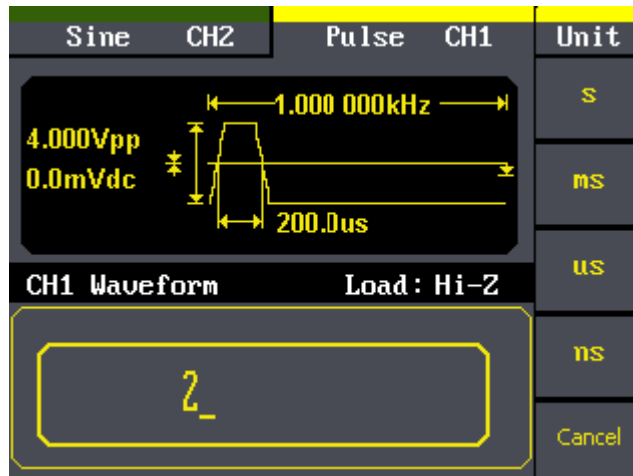 Sine CH2 Pulse CH1 Unit
1.000 000kHz
s
4.000Vpp
0.0mVdc
ms
200.0us
us
CH1 Waveform Load: Hi-Z
ns
2_
Cancel